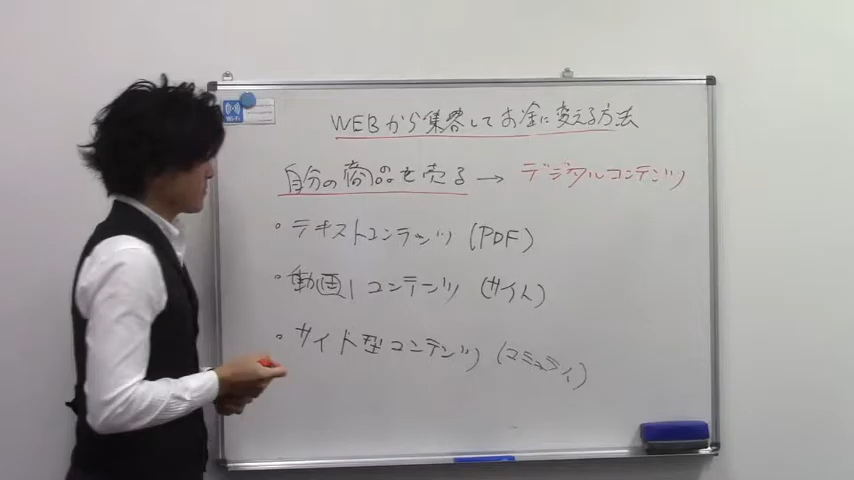 Wi-Fi
WEBから集客してお金に変える方法
自分の商品を売る → デジタルコンテンツ
・テキストコンテンツ (PDF)
・動画コンテンツ (サイト)
・サイト型コンテンツ (コミュティ)